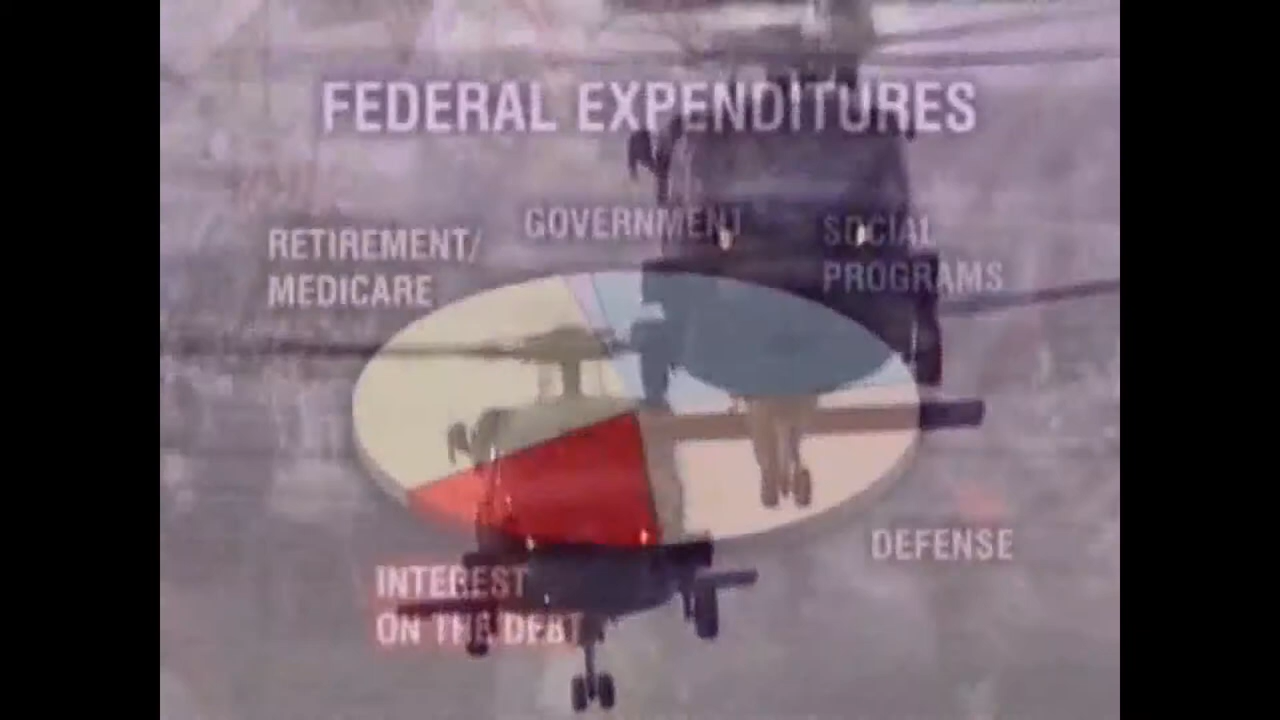 FEDERAL EXPENDITURES
RETIREMENT/
MEDICARE
GOVERNMENT
SOCIAL
PROGRAMS
DEFENSE
INTEREST
ON THE DEBT